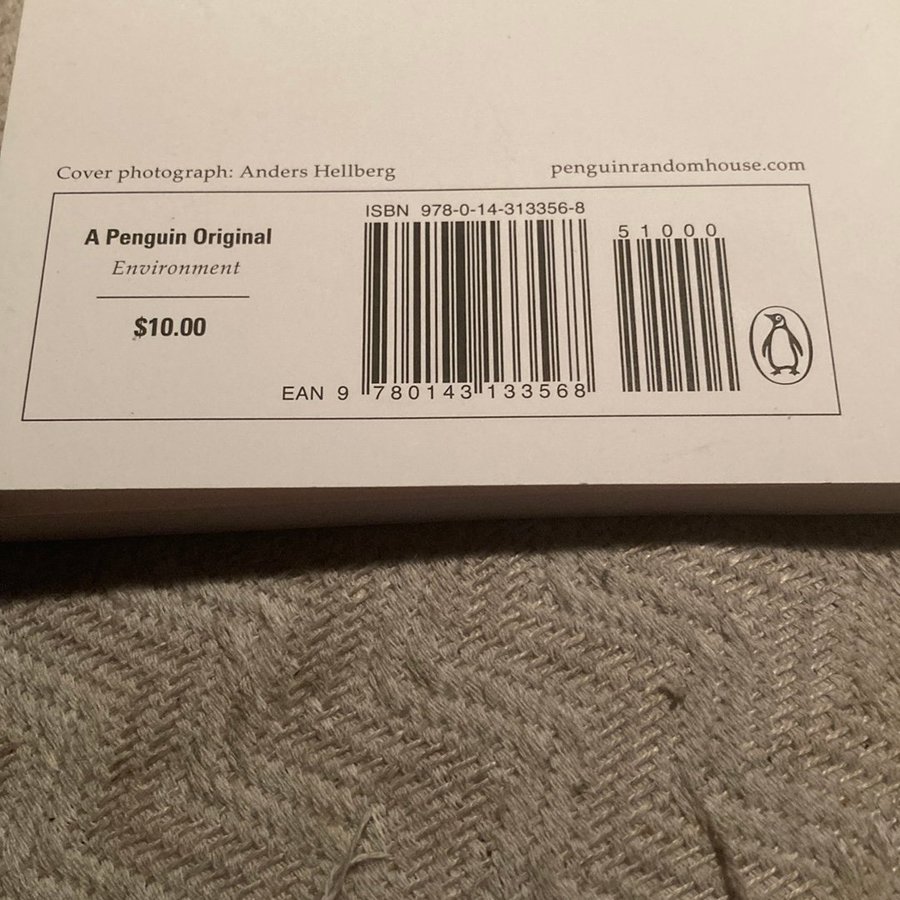 Cover photograph: Anders Hellberg
penguinrandomhouse.com
A Penguin Original
Environment
$10.00
ISBN 978-0-14-313356-8
51000
EAN 9 780143 133568